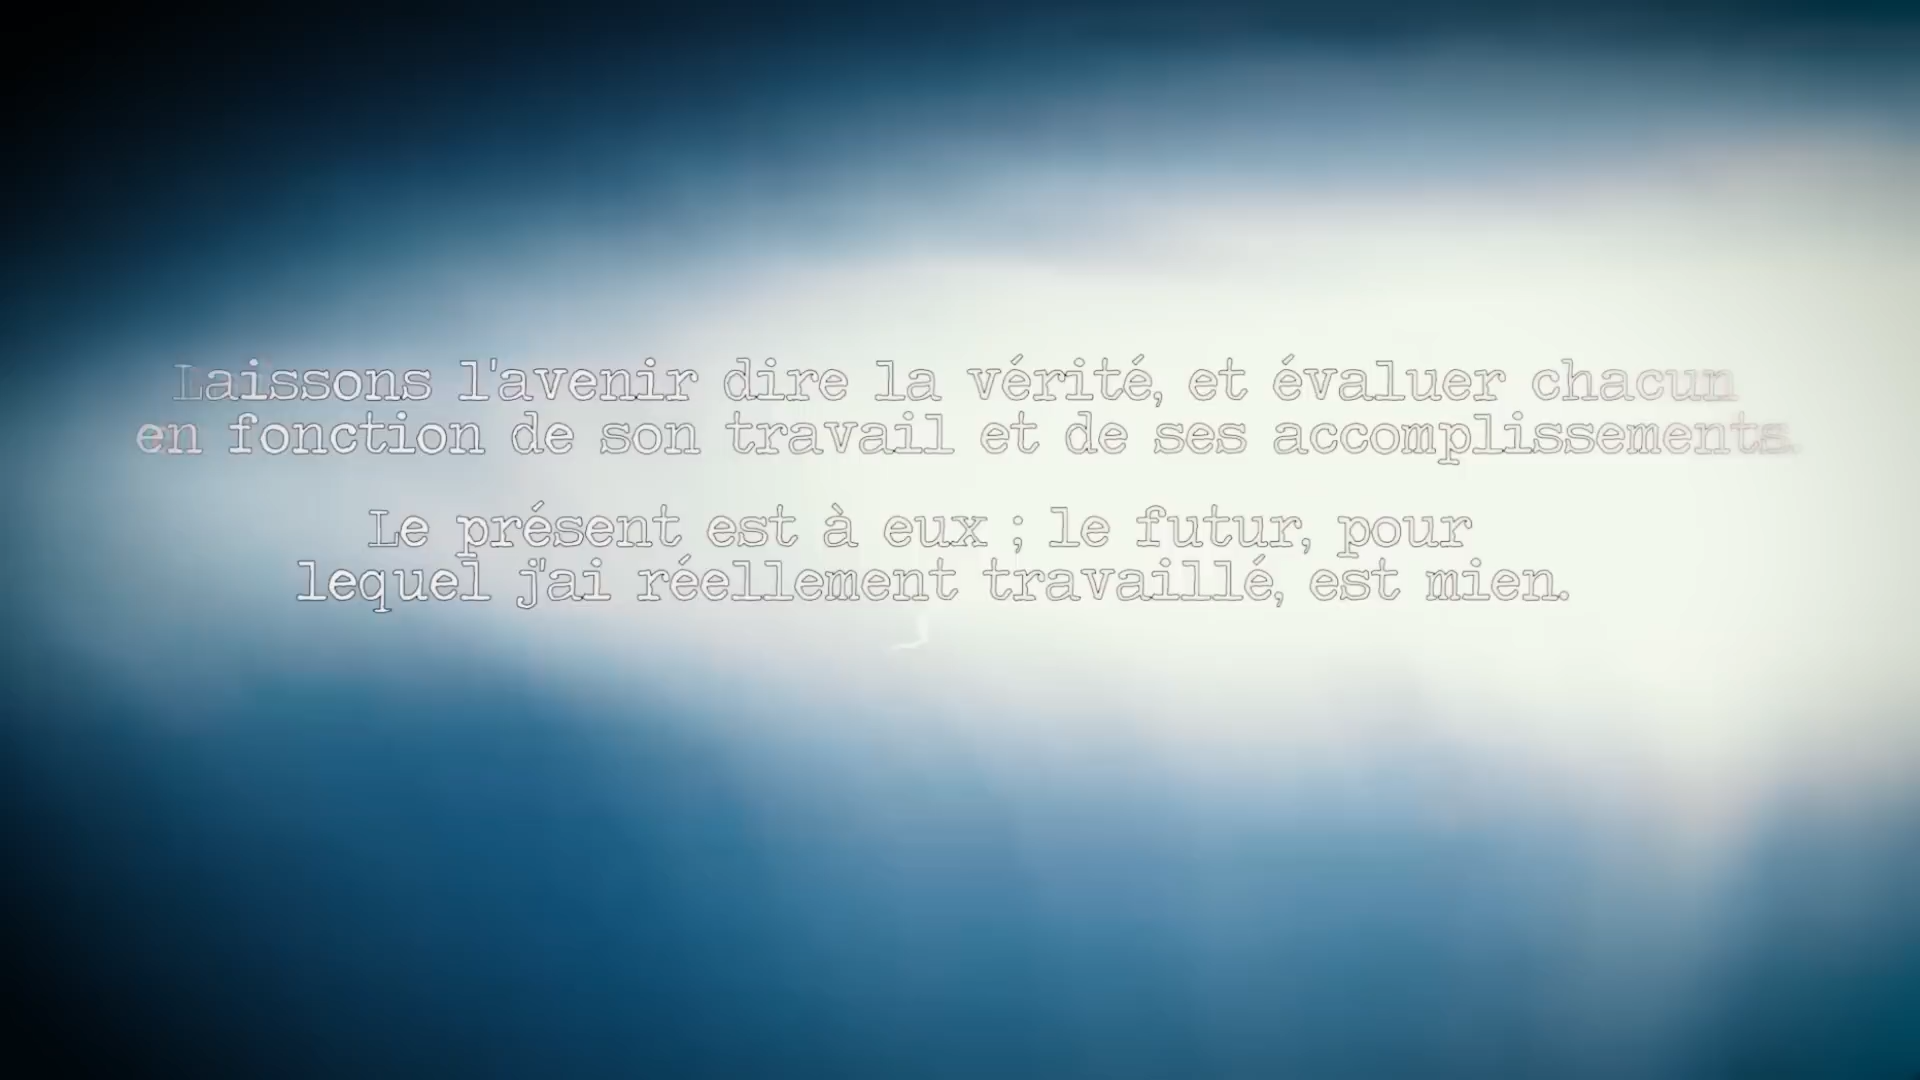 Laissons l'avenir dire la vérité, et évaluer chacun
en fonction de son travail et de ses accomplissements.
Le présent est à eux ; le futur, pour
lequel j'ai réellement travaillé, est mien.